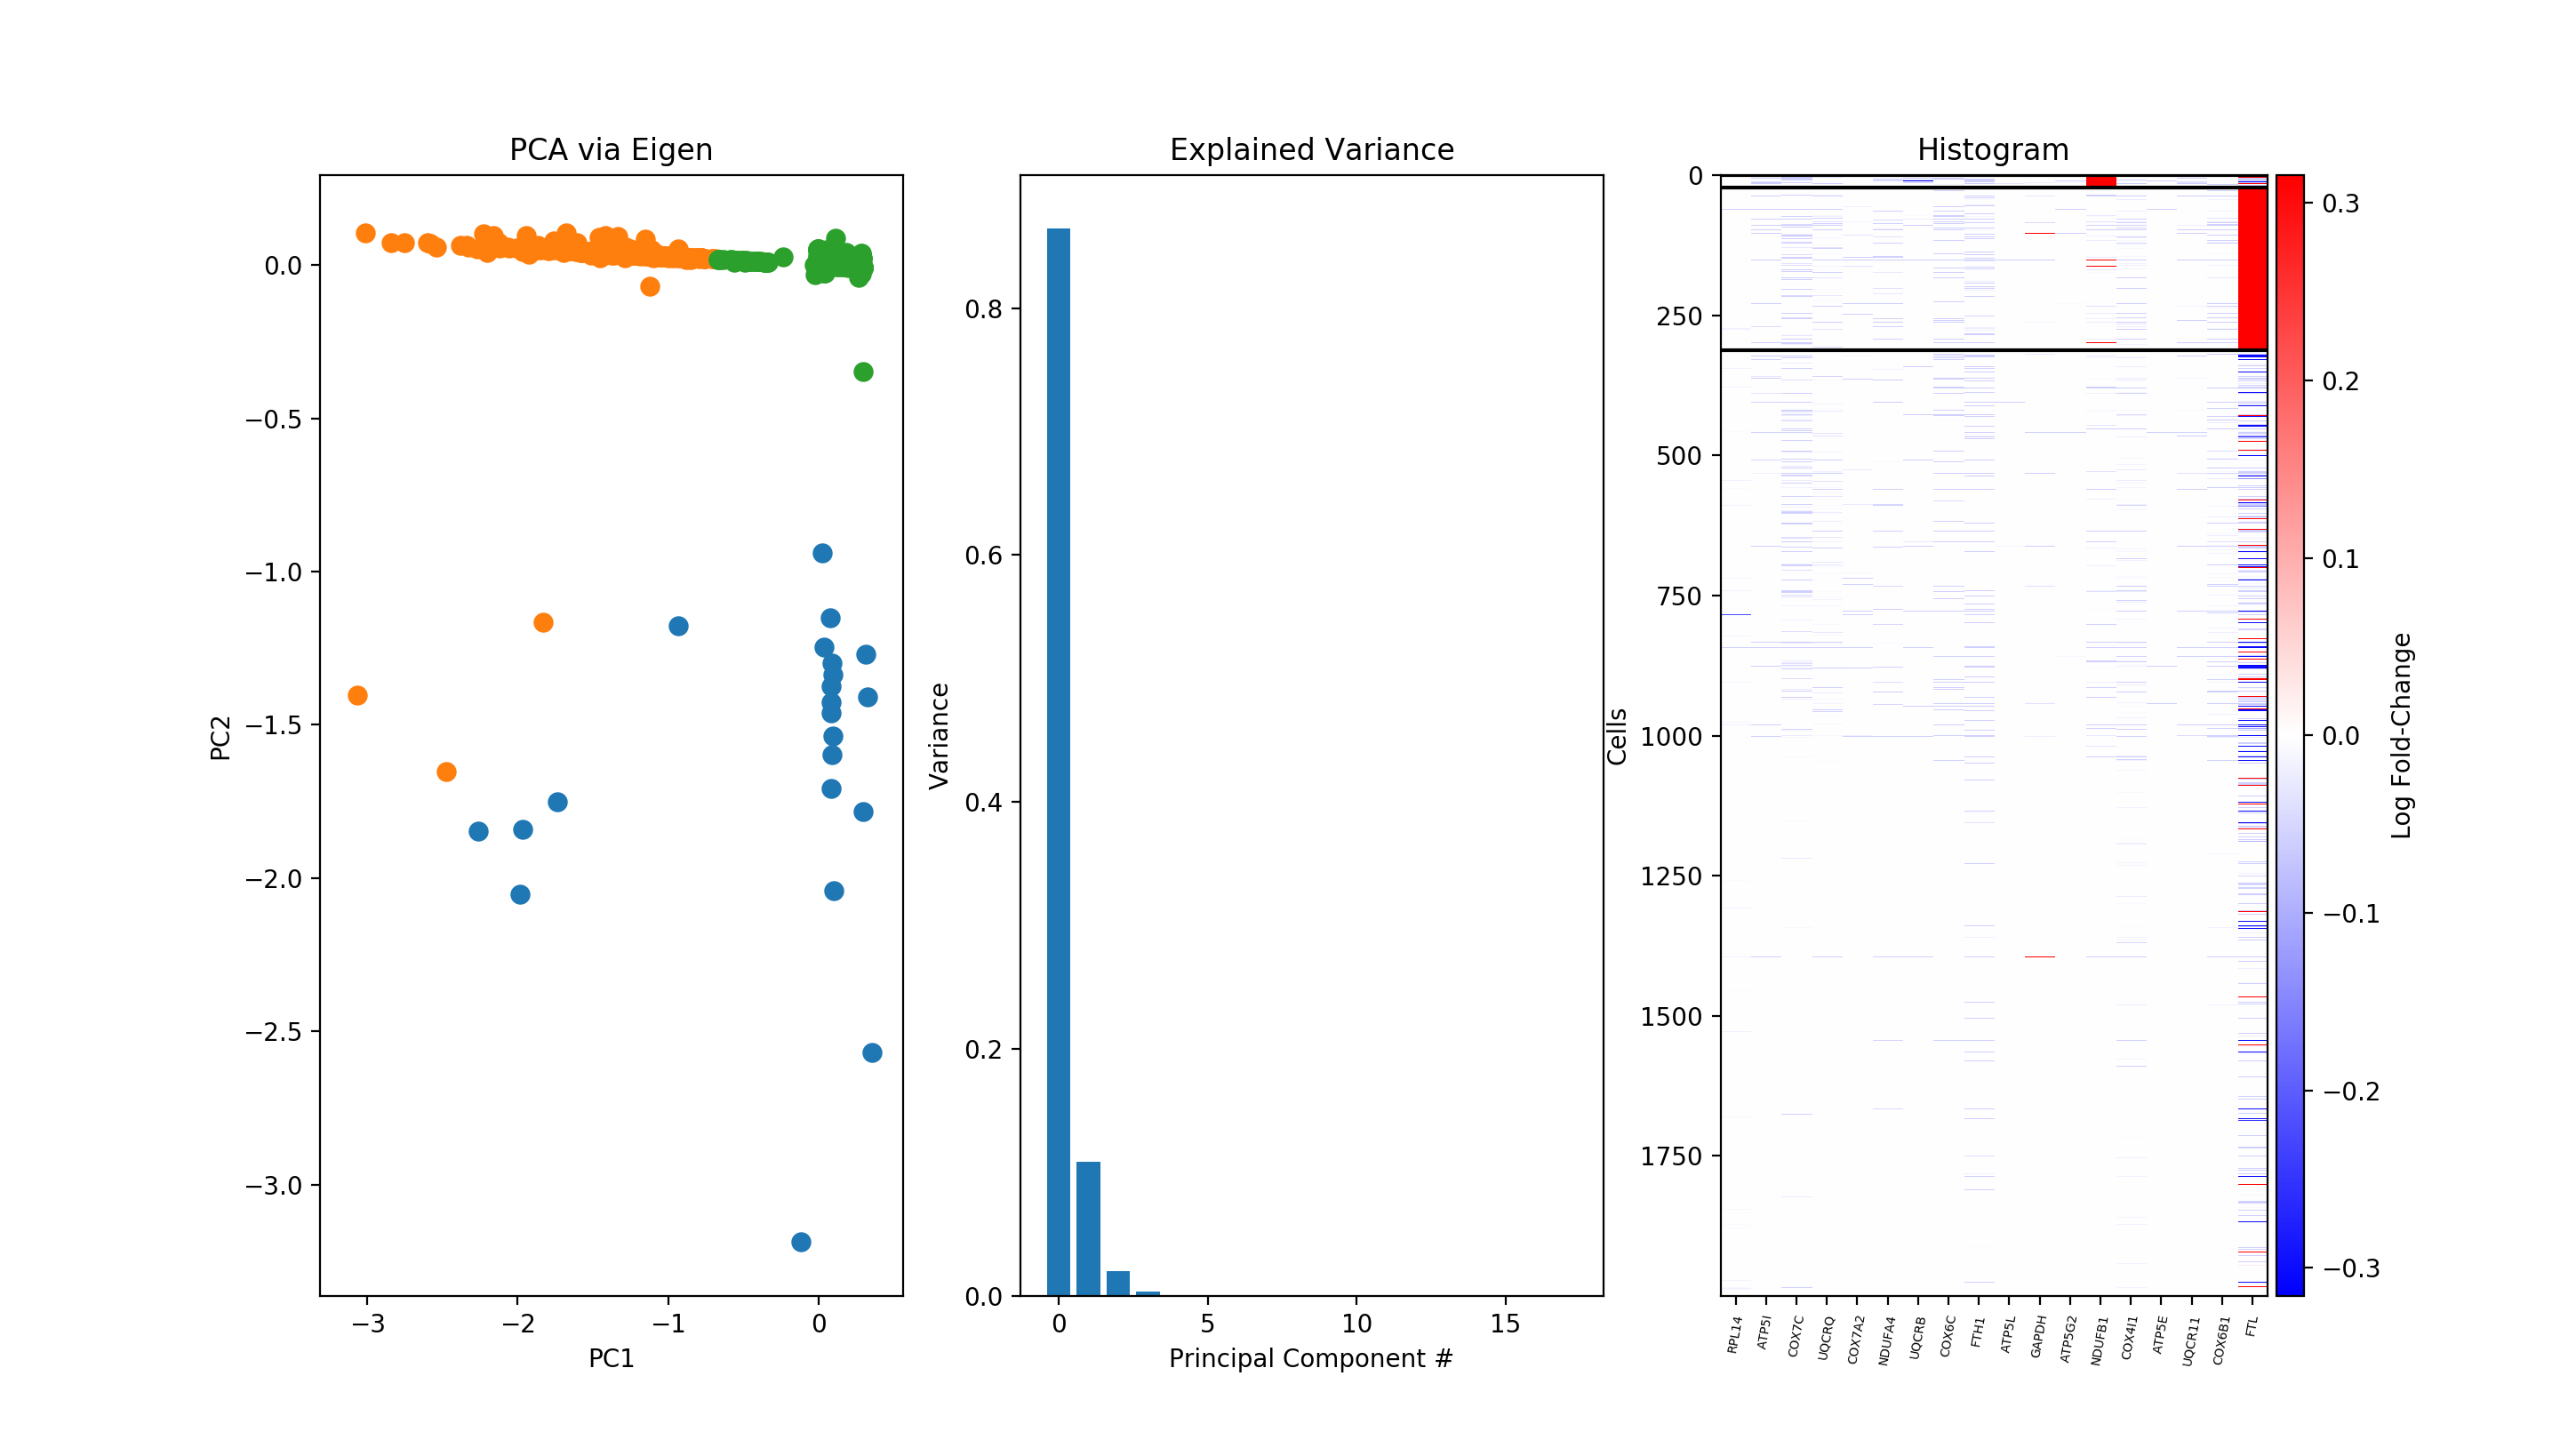 PCA via Eigen
0.0
−0.5
−1.0
−1.5
−2.0
−2.5
−3.0
PC2
−3 −2 −1 0
PC1
Explained Variance
0.8
0.6
0.4
0.2
0.0
Variance
0 5 10 15
Principal Component #
Histogram
0
250
500
750
1000
1250
1500
1750
Cells
RPL14
ATP5I
COX7C
UQCRQ
COX7A2
NDUFA4
UQCRB
COX6C
FTH1
ATP5L
GAPDH
ATP5G2
NDUFB1
COX4I1
ATP5E
UQCR11
COX6B1
FTL
0.3
0.2
0.1
0.0
−0.1
−0.2
−0.3
Log Fold-Change